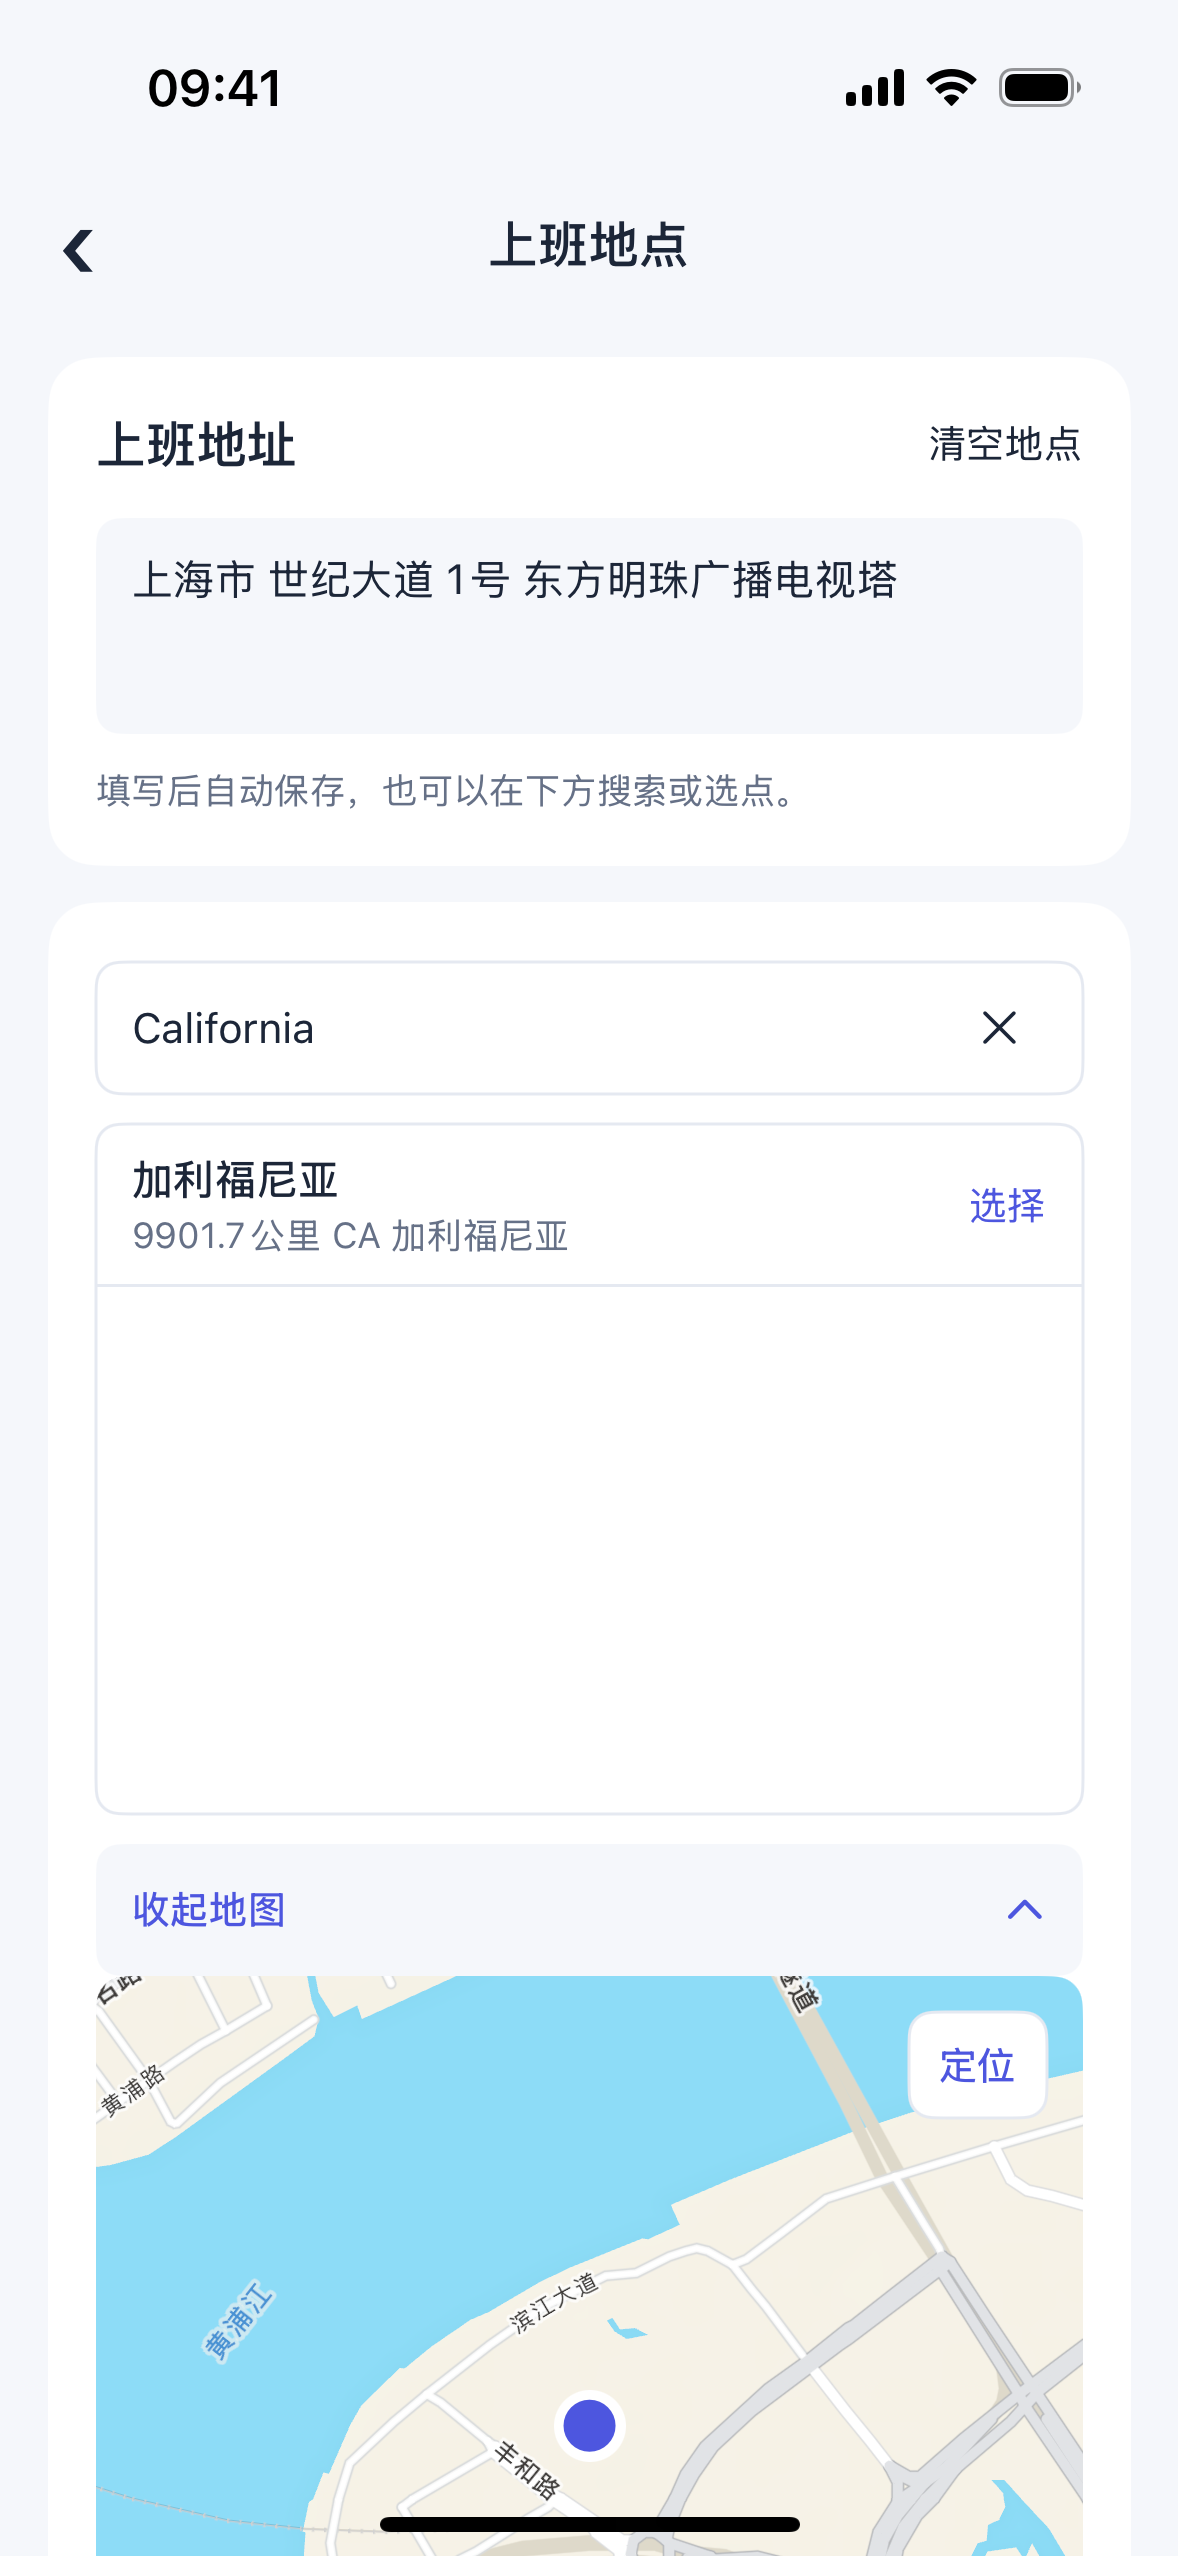 09:41
上班地点
上班地址
清空地点
上海市 世纪大道 1号 东方明珠广播电视塔
填写后自动保存，也可以在下方搜索或选点。
California
加利福尼亚
9901.7公里 CA 加利福尼亚
选择
收起地图
名路
隧道
定位
黄浦路
黄浦江
滨江大道
丰和路